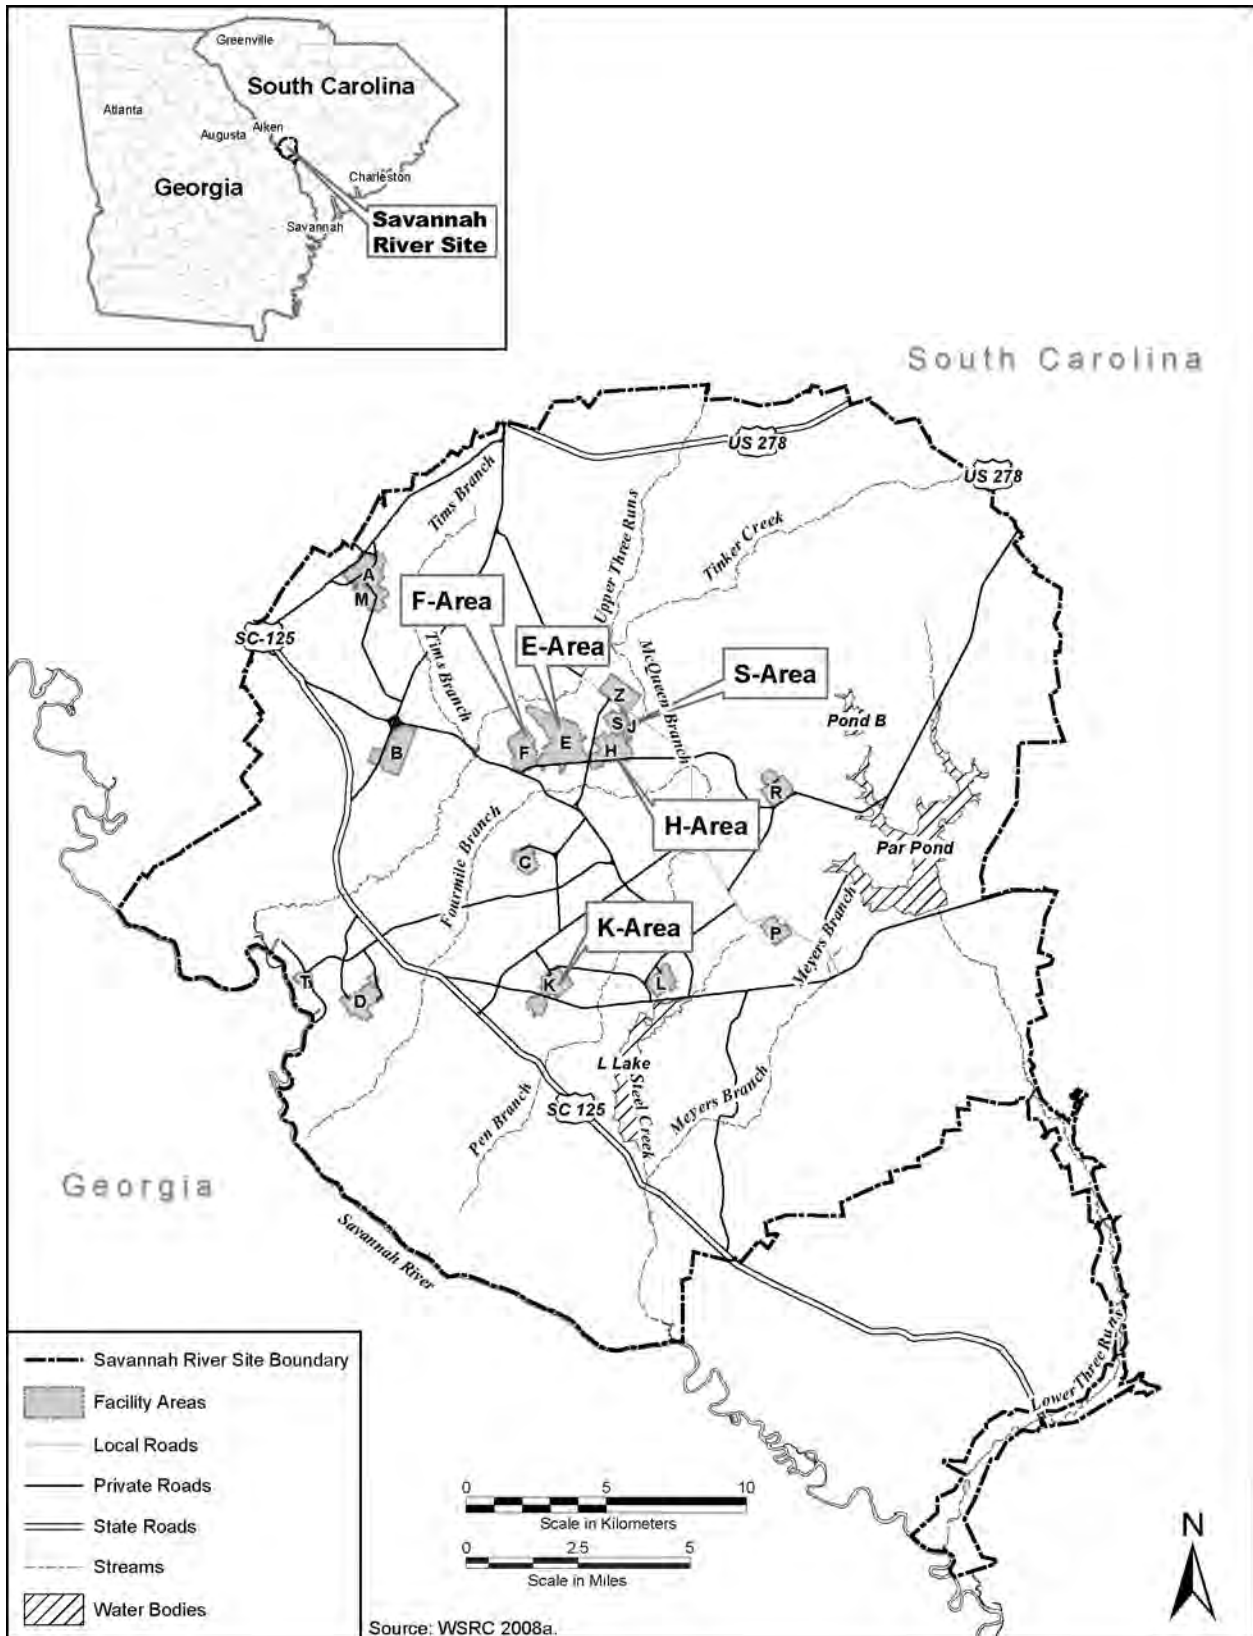 Greenville
South Carolina
Atlanta
Aiken
Augusta
Charleston
Georgia
Savannah
Savannah
River Site
South Carolina
US 278
US 278
Tims Branch
Upper Three Runs
Tinker Creek
A
M
F-Area
SC-125
E-Area
Tims Branch
McQueen Branch
S-Area
Z
Pond B
S
J
B
F
E
H
R
H-Area
Par Pond
C
Fourmile Branch
K-Area
P
Meyers Branch
T
D
K
L
L Lake
Steel Creek
Meyers Branch
SC 125
Pen Branch
Georgia
Savannah River
Lower Three Runs
Savannah River Site Boundary
Facility Areas
Local Roads
Private Roads
State Roads
Streams
Water Bodies
0 5 10
Scale in Kilometers
0 2.5 5
Scale in Miles
N
Source: WSRC 2008a.